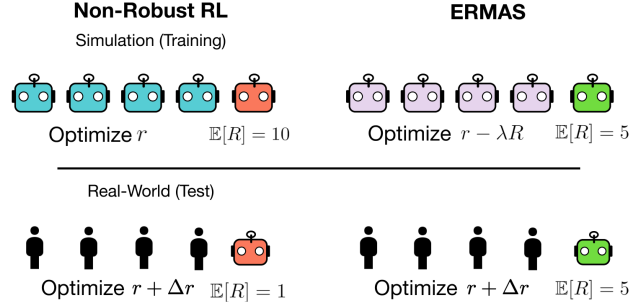 Non-Robust RL ERMAS
Simulation (Training)
Optimize r 𝔼[R] = 10 Optimize r − λR 𝔼[R] = 5
Real-World (Test)
Optimize r + Δr 𝔼[R] = 1 Optimize r + Δr 𝔼[R] = 5